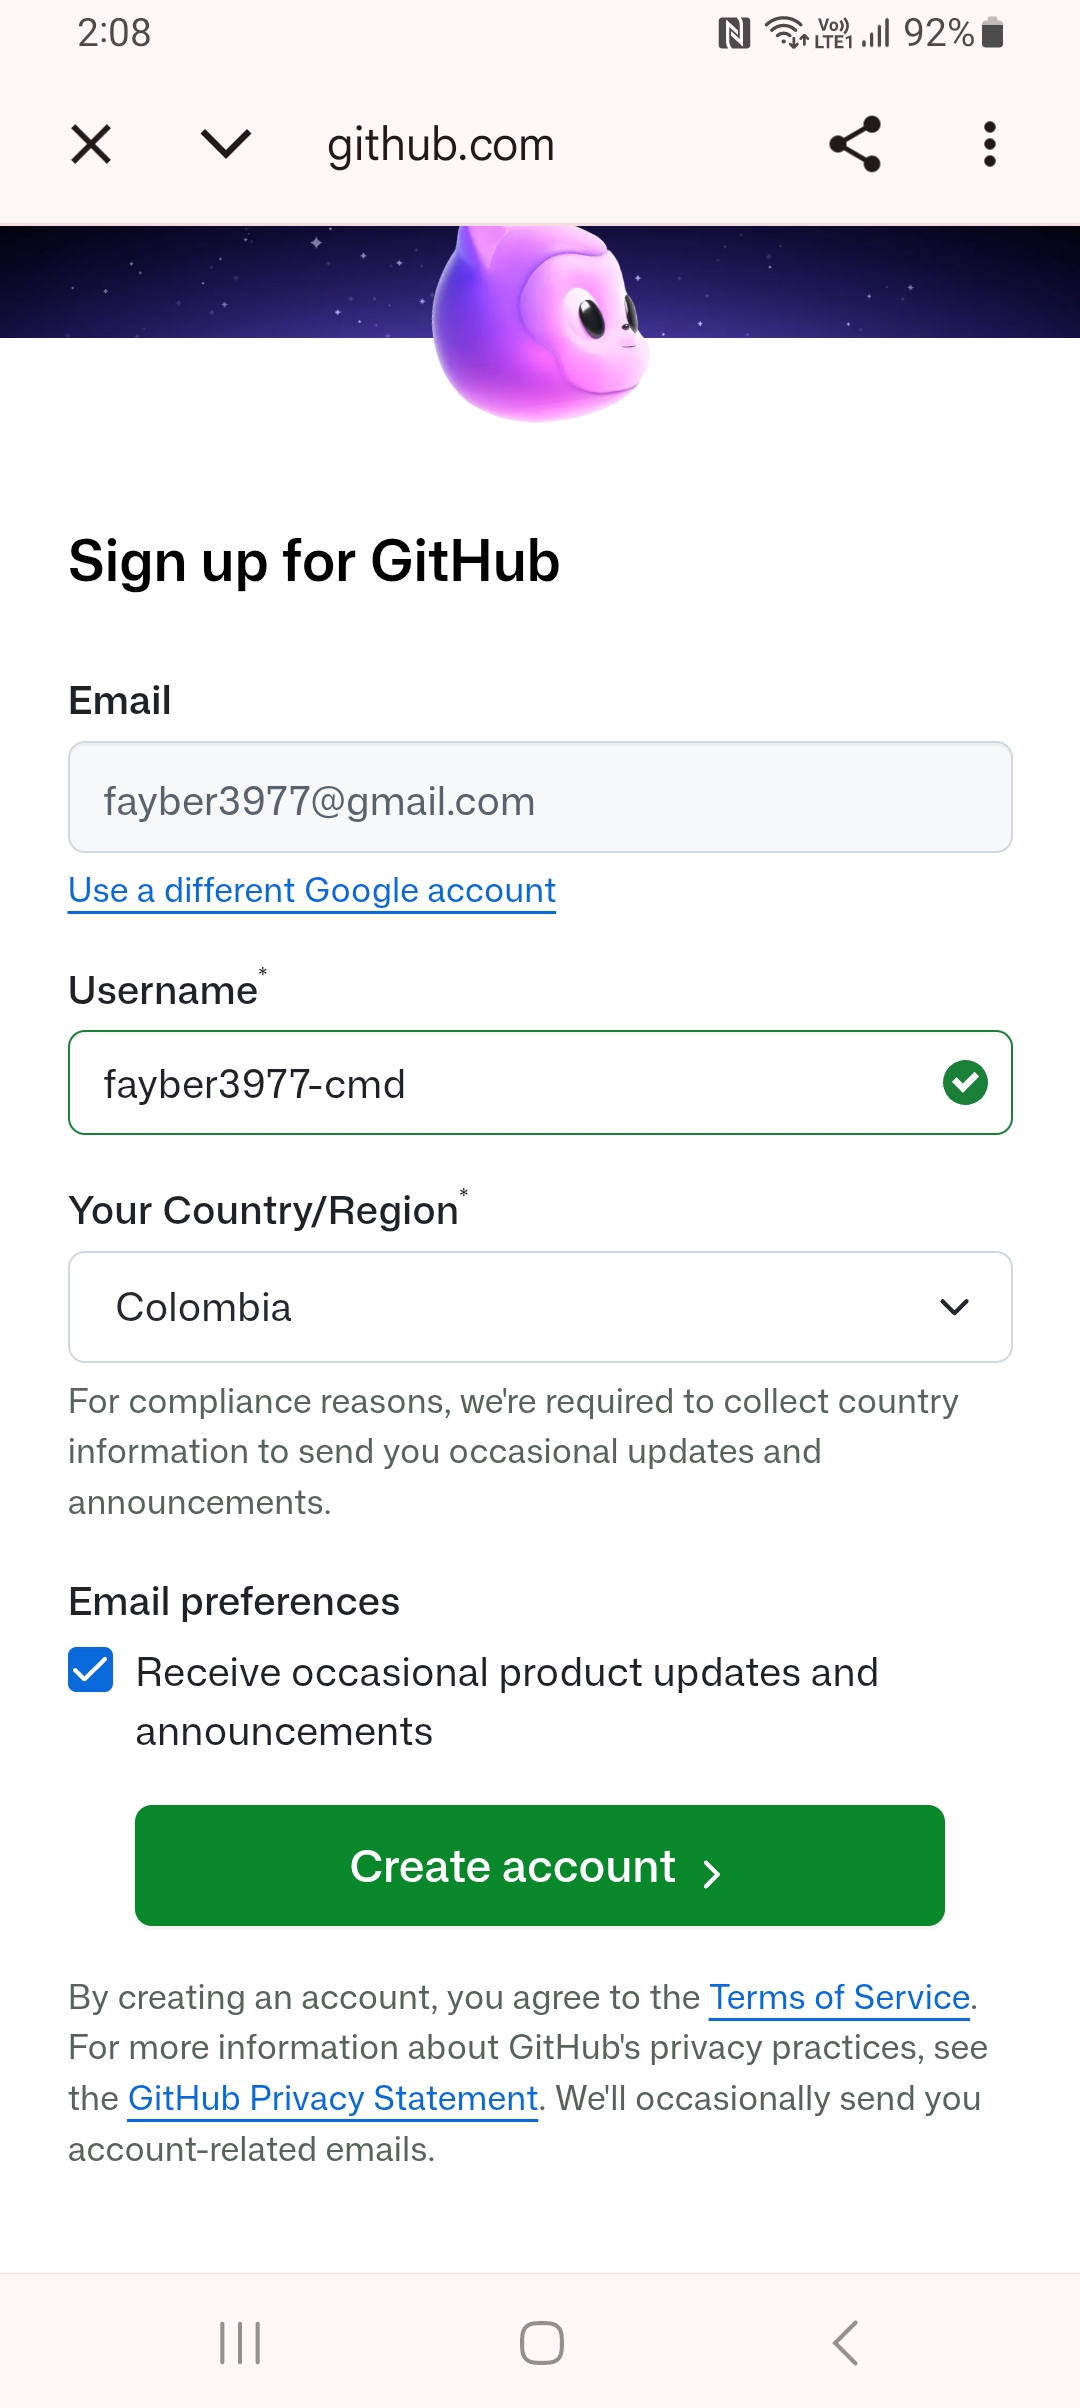 2:08
Vo)) LTE1 92%
github.com
Sign up for GitHub
Email
fayber3977@gmail.com
Use a different Google account
Username*
fayber3977-cmd
Your Country/Region*
Colombia
For compliance reasons, we're required to collect country
information to send you occasional updates and
announcements.
Email preferences
Receive occasional product updates and
announcements
Create account
By creating an account, you agree to the Terms of Service.
For more information about GitHub's privacy practices, see
the GitHub Privacy Statement. We'll occasionally send you
account-related emails.